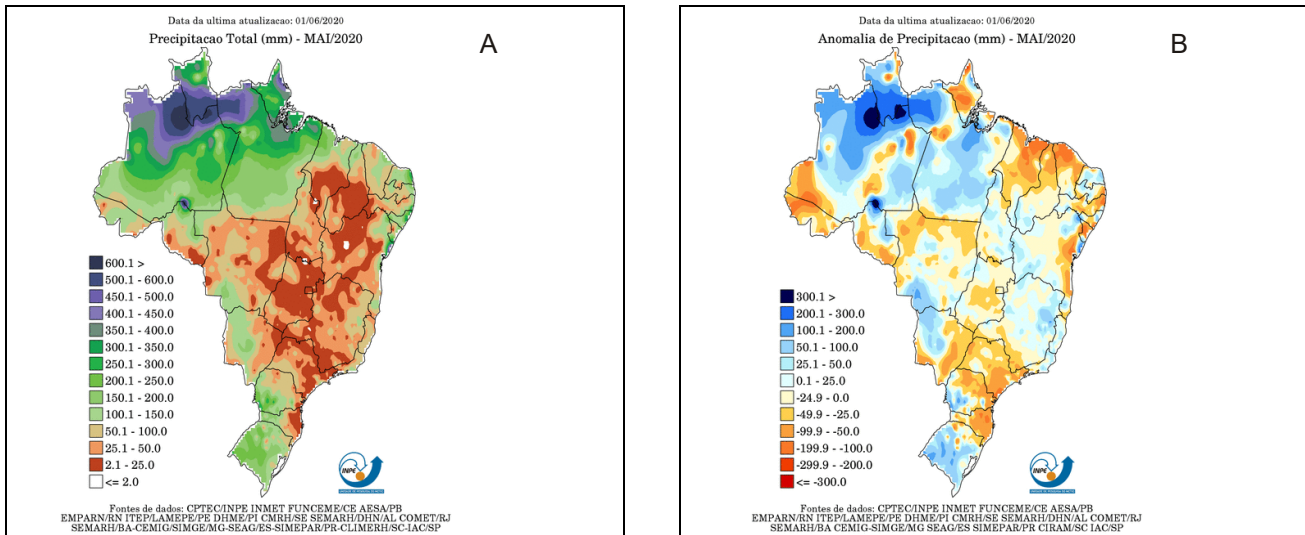 Data da ultima atualizacao: 01/06/2020
Precipitacao Total (mm) - MAI/2020
A
600.1 >
500.1 - 600.0
450.1 - 500.0
400.1 - 450.0
350.1 - 400.0
300.1 - 350.0
250.1 - 300.0
200.1 - 250.0
150.1 - 200.0
100.1 - 150.0
50.1 - 100.0
25.1 - 50.0
2.1 - 25.0
<= 2.0
INPE
Fontes de dados: CPTEC/INPE INMET FUNCEME/CE AESA/PB
EMPARN/RN ITEP/LAMEPE/PE DHME/PI CMRH/SE SEMARH/DHN/AL COMET/RJ
SEMARH/BA-CEMIG/SIMGE/MG-SEAG/ES-SIMEPAR/PR-CLIMERH/SC-IAC/SP
Data da ultima atualizacao: 01/06/2020
Anomalia de Precipitacao (mm) - MAI/2020
B
300.1 >
200.1 - 300.0
100.1 - 200.0
50.1 - 100.0
25.1 - 50.0
0.1 - 25.0
-24.9 - 0.0
-49.9 - -25.0
-99.9 - -50.0
-199.9 - -100.0
-299.9 - -200.0
<= -300.0
INPE
Fontes de dados: CPTEC/INPE INMET FUNCEME/CE AESA/PB
EMPARN/RN ITEP/LAMEPE/PE DHME/PI CMRH/SE SEMARH/DHN/AL COMET/RJ
SEMARH/BA CEMIG-SIMGE/MG SEAG/ES SIMEPAR/PR CIRAM/SC IAC/SP